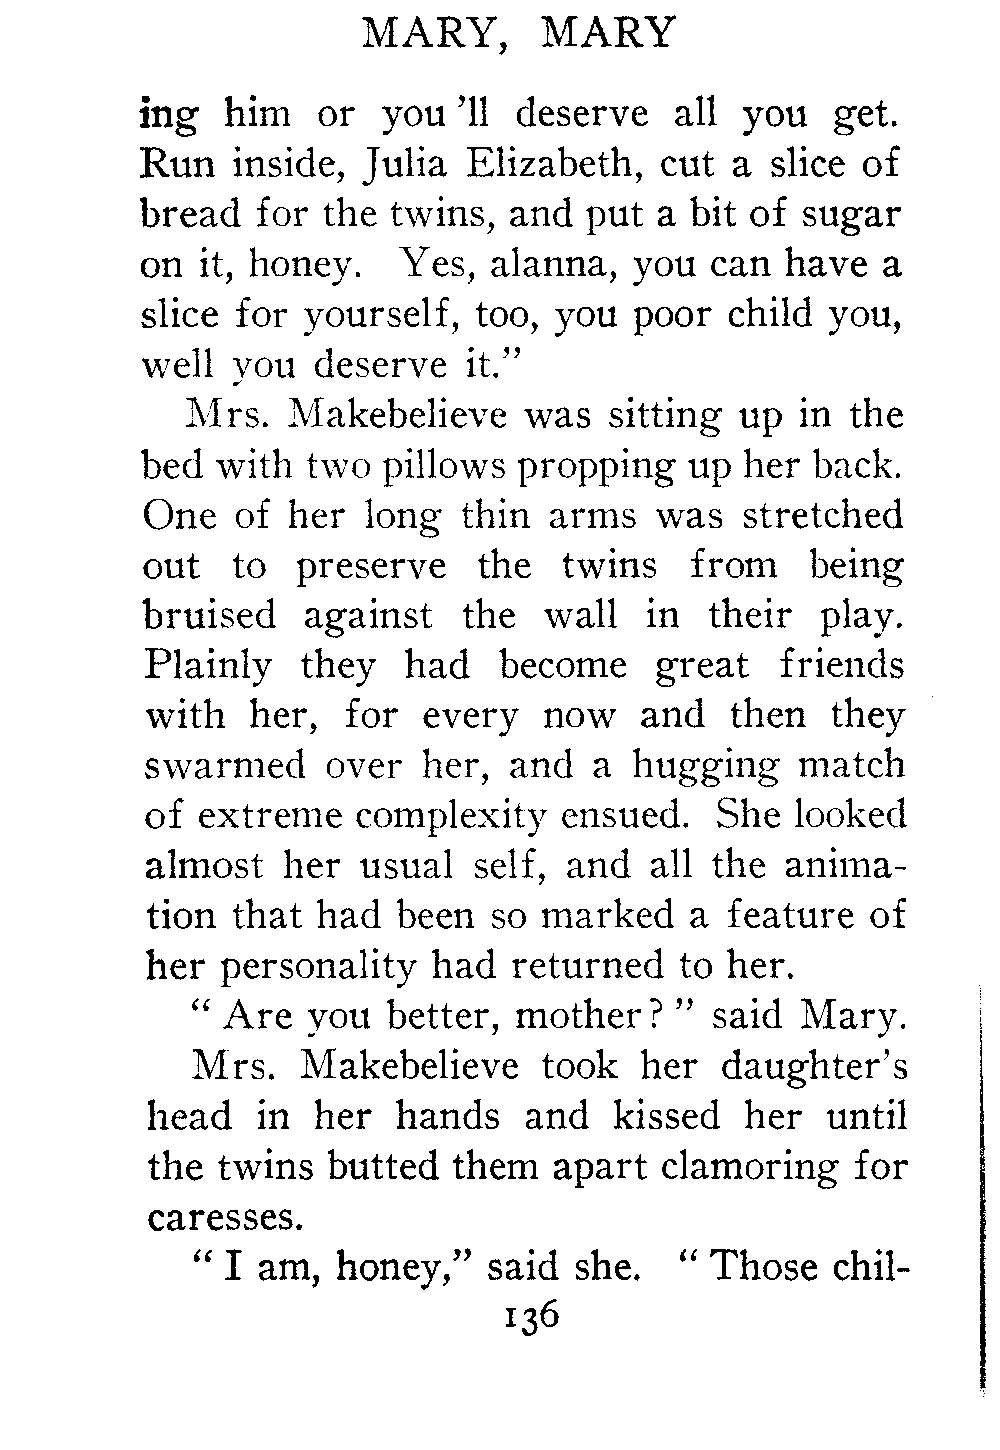 MARY, MARY
ing him or you'll deserve all you get.
Run inside, Julia Elizabeth, cut a slice of
bread for the twins, and put a bit of sugar
on it, honey. Yes, alanna, you can have a
slice for yourself, too, you poor child you,
well you deserve it.”
Mrs. Makebelieve was sitting up in the
bed with two pillows propping up her back.
One of her long thin arms was stretched
out to preserve the twins from being
bruised against the wall in their play.
Plainly they had become great friends
with her, for every now and then they
swarmed over her, and a hugging match
of extreme complexity ensued. She looked
almost her usual self, and all the anima-
tion that had been so marked a feature of
her personality had returned to her.
“Are you better, mother?” said Mary.
Mrs. Makebelieve took her daughter's
head in her hands and kissed her until
the twins butted them apart clamoring for
caresses.
“I am, honey,” said she. “Those chil-
136